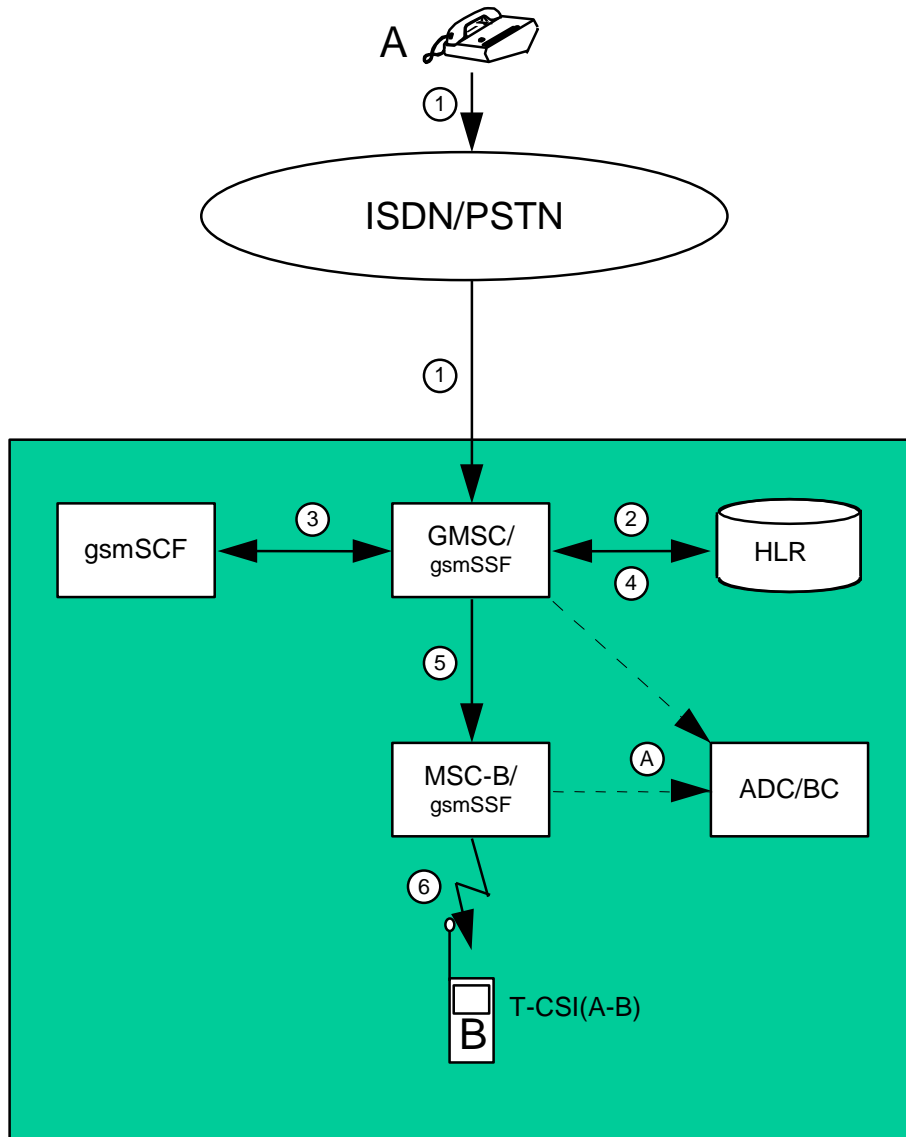 A
1
ISDN/PSTN
1
gsmSCF
3
GMSC/
gsmSSF
2
4
HLR
5
MSC-B/
gsmSSF
A
ADC/BC
6
B
T-CSI(A-B)